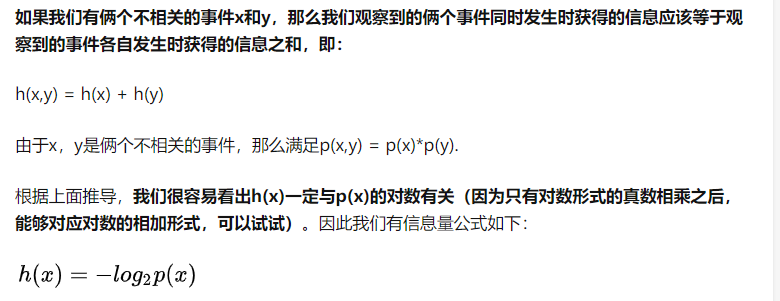 如果我们有俩个不相关的事件x和y，那么我们观察到的俩个事件同时发生时获得的信息应该等于观
察到的事件各自发生时获得的信息之和，即：
h(x,y) = h(x) + h(y)
由于x，y是俩个不相关的事件，那么满足p(x,y) = p(x)*p(y).
根据上面推导，我们很容易看出h(x)一定与p(x)的对数有关（因为只有对数形式的真数相乘之后，
能够对应对数的相加形式，可以试试）。因此我们有信息量公式如下：
h(x) = −log₂p(x)